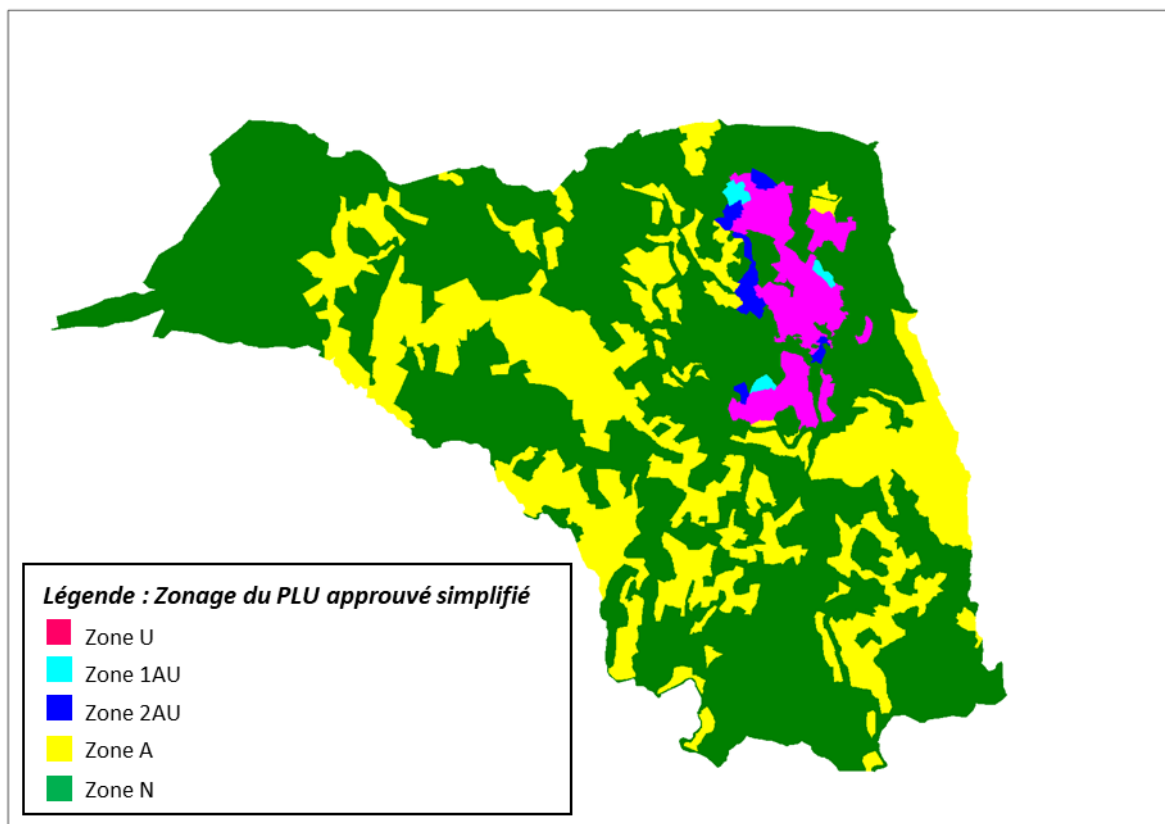 Légende : Zonage du PLU approuvé simplifié
Zone U
Zone 1AU
Zone 2AU
Zone A
Zone N